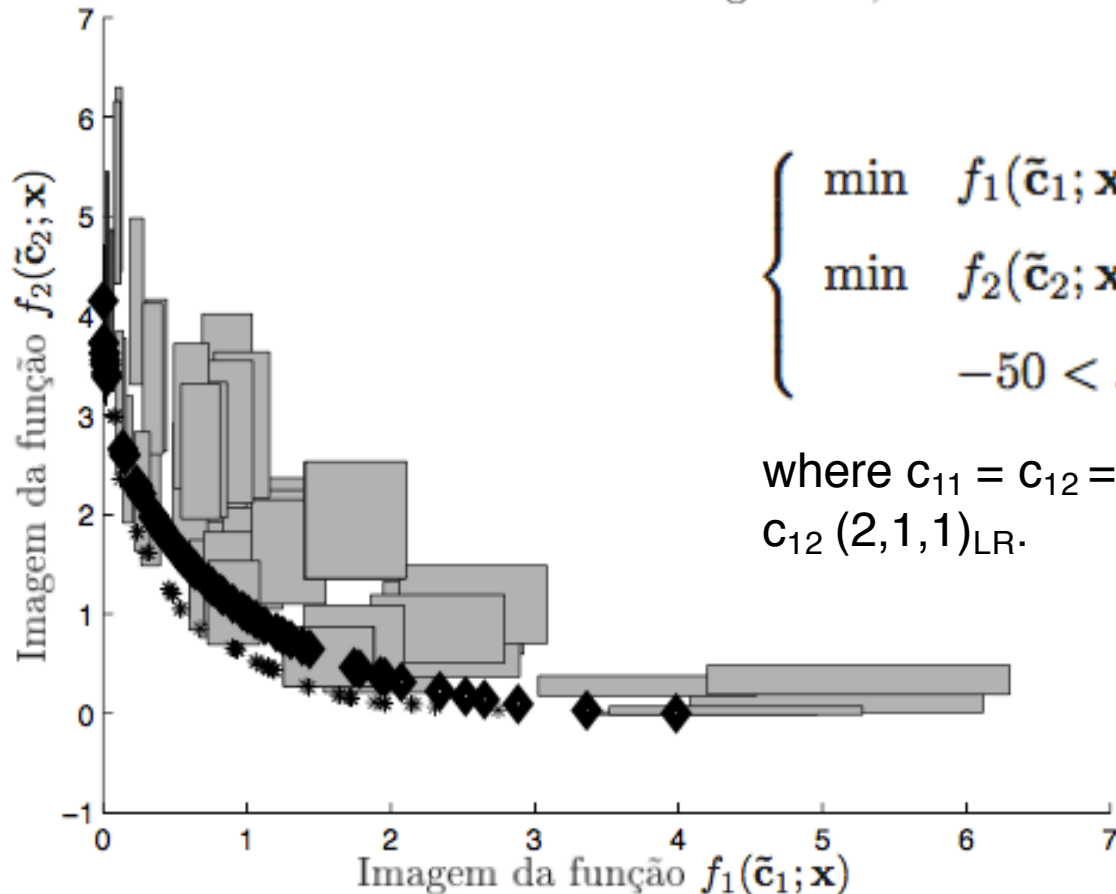 7
6
5
4
3
2
1
0
−1
0 1 2 3 4 5 6 7
Imagem da função f₂(c̃₂; x)
Imagem da função f₁(c̃₁; x)
min f₁(c̃₁; x
min f₂(c̃₂; x
−50 <
where c₁₁ = c₁₂ =
c₁₂ (2,1,1)LR.